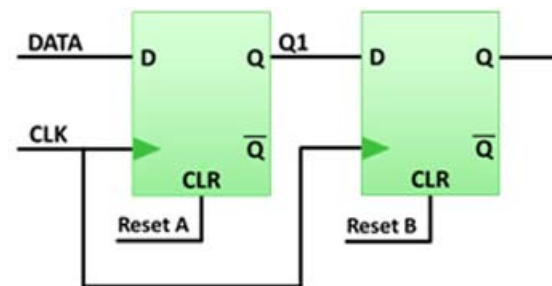 DATA
D
Q
Q1
D
Q
CLK
Q̅
Q̅
CLR
CLR
Reset A
Reset B